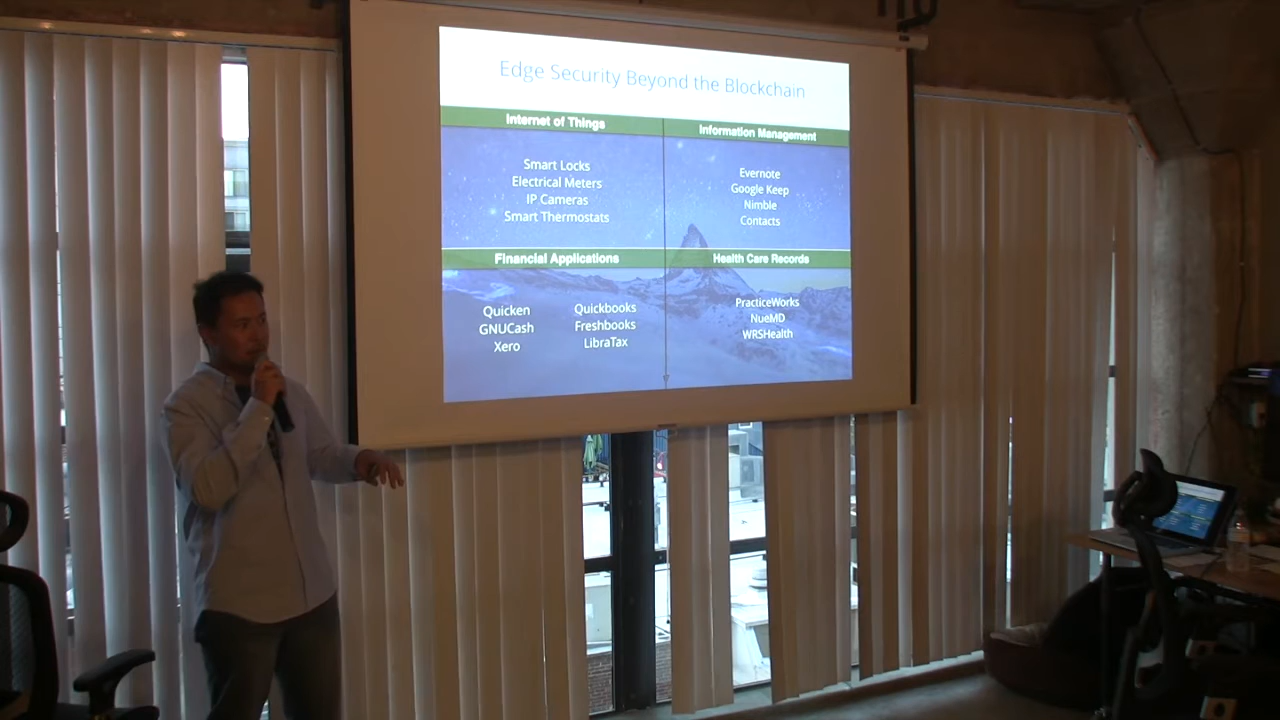 Edge Security Beyond the Blockchain
Internet of Things
Smart Locks
Electrical Meters
IP Cameras
Smart Thermostats
Information Management
Evernote
Google Keep
Nimble
Contacts
Financial Applications
Quicken
GNUCash
Xero
Quickbooks
Freshbooks
LibraTax
Health Care Records
PracticeWorks
NueMD
WRSHealth